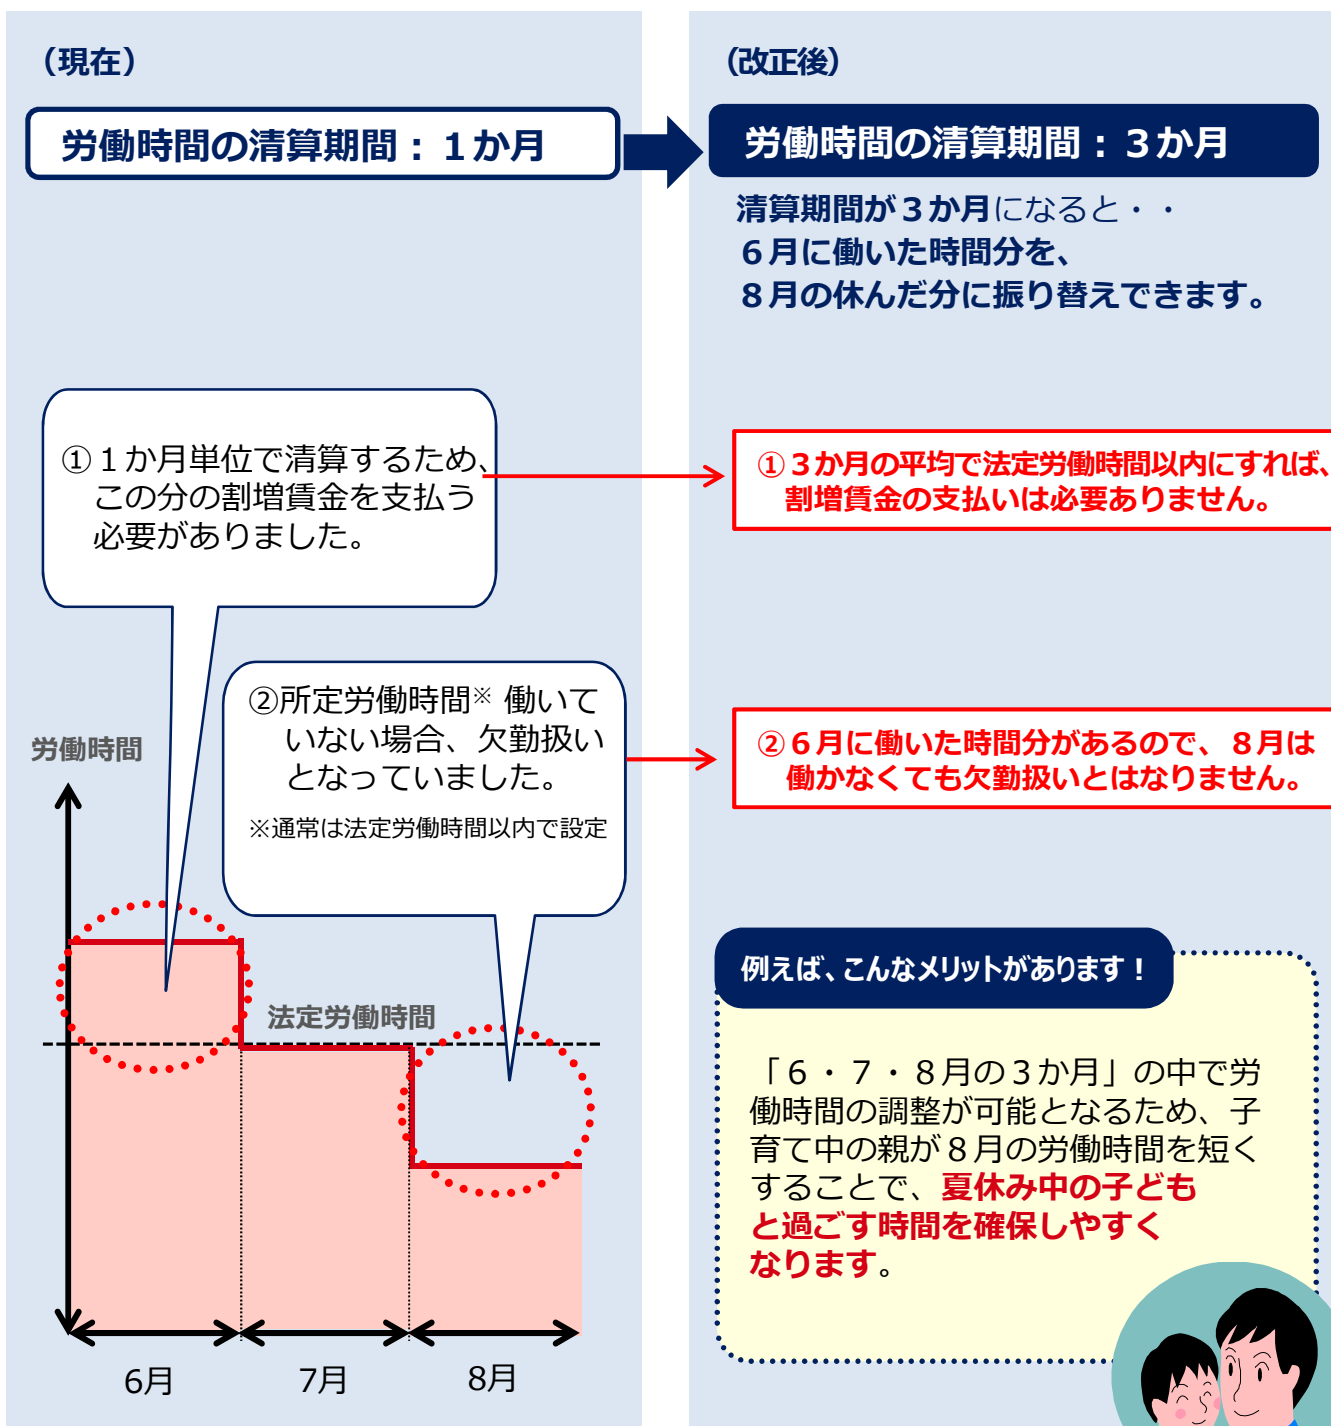 （現在）
労働時間の清算期間：１か月
①１か月単位で清算するため、
この分の割増賃金を支払う
必要がありました。
②所定労働時間※ 働いて
いない場合、欠勤扱い
となっていました。
※通常は法定労働時間以内で設定
労働時間
法定労働時間
6月
7月
8月
（改正後）
労働時間の清算期間：３か月
清算期間が３か月になると・・
６月に働いた時間分を、
８月の休んだ分に振り替えできます。
①３か月の平均で法定労働時間以内にすれば、
割増賃金の支払いは必要ありません。
②６月に働いた時間分があるので、８月は
働かなくても欠勤扱いとはなりません。
例えば、こんなメリットがあります！
「６・７・８月の３か月」の中で労
働時間の調整が可能となるため、子
育て中の親が８月の労働時間を短く
することで、夏休み中の子ども
と過ごす時間を確保しやすく
なります。